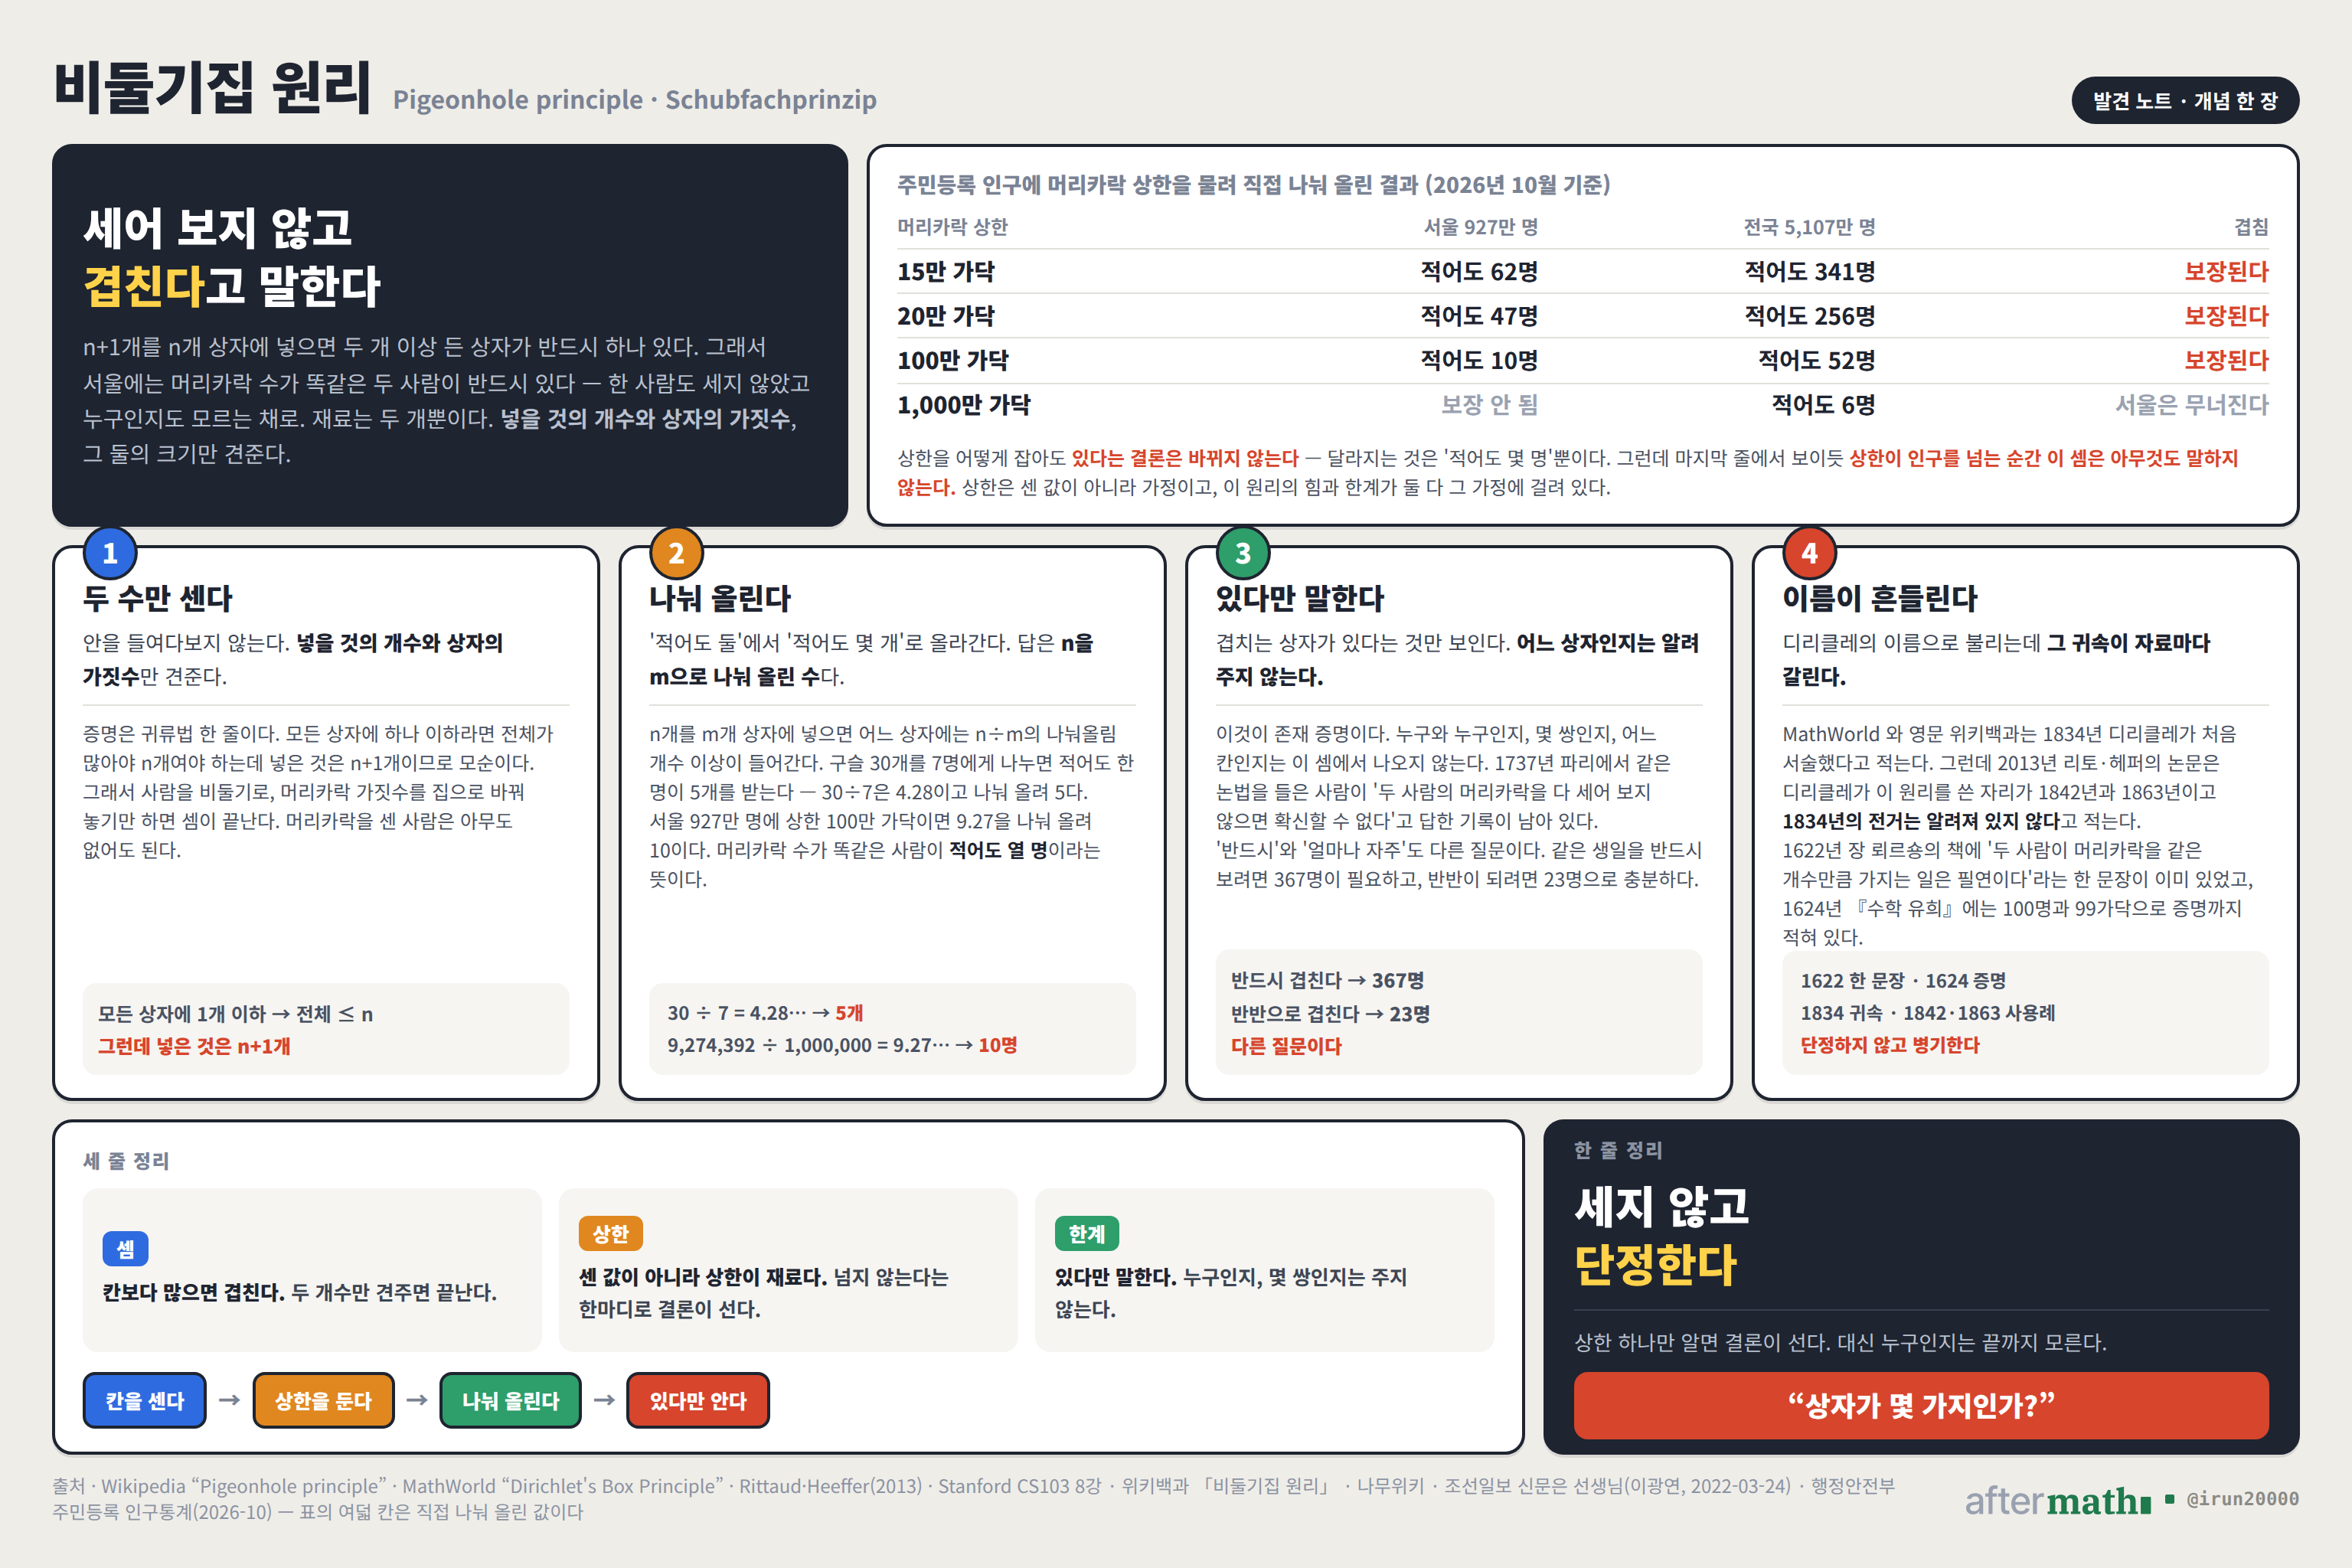 비둘기집 원리 Pigeonhole principle · Schubfachprinzip
발견 노트 · 개념 한 장
세어 보지 않고
겹친다고 말한다
n+1개를 n개 상자에 넣으면 두 개 이상 든 상자가 반드시 하나 있다. 그래서
서울에는 머리카락 수가 똑같은 두 사람이 반드시 있다 — 한 사람도 세지 않았고
누구인지도 모르는 채로. 재료는 두 개뿐이다. 넣을 것의 개수와 상자의 가짓수,
그 둘의 크기만 견준다.
주민등록 인구에 머리카락 상한을 물려 직접 나눠 올린 결과 (2026년 10월 기준)
머리카락 상한 서울 927만 명 전국 5,107만 명 겹침
15만 가닥 적어도 62명 적어도 341명 보장된다
20만 가닥 적어도 47명 적어도 256명 보장된다
100만 가닥 적어도 10명 적어도 52명 보장된다
1,000만 가닥 보장 안 됨 적어도 6명 서울은 무너진다
상한을 어떻게 잡아도 있다는 결론은 바뀌지 않는다 — 달라지는 것은 '적어도 몇 명'뿐이다. 그런데 마지막 줄에서 보이듯 상한이 인구를 넘는 순간 이 셈은 아무것도 말하지
않는다. 상한은 센 값이 아니라 가정이고, 이 원리의 힘과 한계가 둘 다 그 가정에 걸려 있다.
1
두 수만 센다
안을 들여다보지 않는다. 넣을 것의 개수와 상자의
가짓수만 견준다.
증명은 귀류법 한 줄이다. 모든 상자에 하나 이하라면 전체가
많아야 n개여야 하는데 넣은 것은 n+1개이므로 모순이다.
그래서 사람을 비둘기로, 머리카락 가짓수를 집으로 바꿔
놓기만 하면 셈이 끝난다. 머리카락을 센 사람은 아무도
없어도 된다.
모든 상자에 1개 이하 → 전체 ≤ n
그런데 넣은 것은 n+1개
2
나눠 올린다
'적어도 둘'에서 '적어도 몇 개'로 올라간다. 답은 n을
m으로 나눠 올린 수다.
n개를 m개 상자에 넣으면 어느 상자에는 n÷m의 나눠올림
개수 이상이 들어간다. 구슬 30개를 7명에게 나누면 적어도 한
명이 5개를 받는다 — 30÷7은 4.28이고 나눠 올려 5다.
서울 927만 명에 상한 100만 가닥이면 9.27을 나눠 올려
10이다. 머리카락 수가 똑같은 사람이 적어도 열 명이라는
뜻이다.
30 ÷ 7 = 4.28… → 5개
9,274,392 ÷ 1,000,000 = 9.27… → 10명
3
있다만 말한다
겹치는 상자가 있다는 것만 보인다. 어느 상자인지는 알려
주지 않는다.
이것이 존재 증명이다. 누구와 누구인지, 몇 쌍인지, 어느
칸인지는 이 셈에서 나오지 않는다. 1737년 파리에서 같은
논법을 들은 사람이 '두 사람의 머리카락을 다 세어 보지
않으면 확신할 수 없다'고 답한 기록이 남아 있다.
'반드시'와 '얼마나 자주'도 다른 질문이다. 같은 생일을 반드시
보려면 367명이 필요하고, 반반이 되려면 23명으로 충분하다.
반드시 겹친다 → 367명
반반으로 겹친다 → 23명
다른 질문이다
4
이름이 흔들린다
디리클레의 이름으로 불리는데 그 귀속이 자료마다
갈린다.
MathWorld 와 영문 위키백과는 1834년 디리클레가 처음
서술했다고 적는다. 그런데 2013년 리토·헤퍼의 논문은
디리클레가 이 원리를 쓴 자리가 1842년과 1863년이고
1834년의 전거는 알려져 있지 않다고 적는다.
1622년 장 뢰르숑의 책에 '두 사람이 머리카락을 같은
개수만큼 가지는 일은 필연이다'라는 한 문장이 이미 있었고,
1624년 『수학 유희』에는 100명과 99가닥으로 증명까지
적혀 있다.
1622 한 문장 · 1624 증명
1834 귀속 · 1842·1863 사용례
단정하지 않고 병기한다
세 줄 정리
셈
칸보다 많으면 겹친다. 두 개수만 견주면 끝난다.
상한
센 값이 아니라 상한이 재료다. 넘지 않는다는
한마디로 결론이 선다.
한계
있다만 말한다. 누구인지, 몇 쌍인지는 주지
않는다.
칸을 센다 → 상한을 둔다 → 나눠 올린다 → 있다만 안다
한 줄 정리
세지 않고
단정한다
상한 하나만 알면 결론이 선다. 대신 누구인지는 끝까지 모른다.
“상자가 몇 가지인가?”
출처 · Wikipedia “Pigeonhole principle” · MathWorld “Dirichlet's Box Principle” · Rittaud·Heeffer(2013) · Stanford CS103 8강 · 위키백과 「비둘기집 원리」 · 나무위키 · 조선일보 신문은 선생님(이광연, 2022-03-24) · 행정안전부
주민등록 인구통계(2026-10) — 표의 여덟 칸은 직접 나눠 올린 값이다
aftermath @irun20000